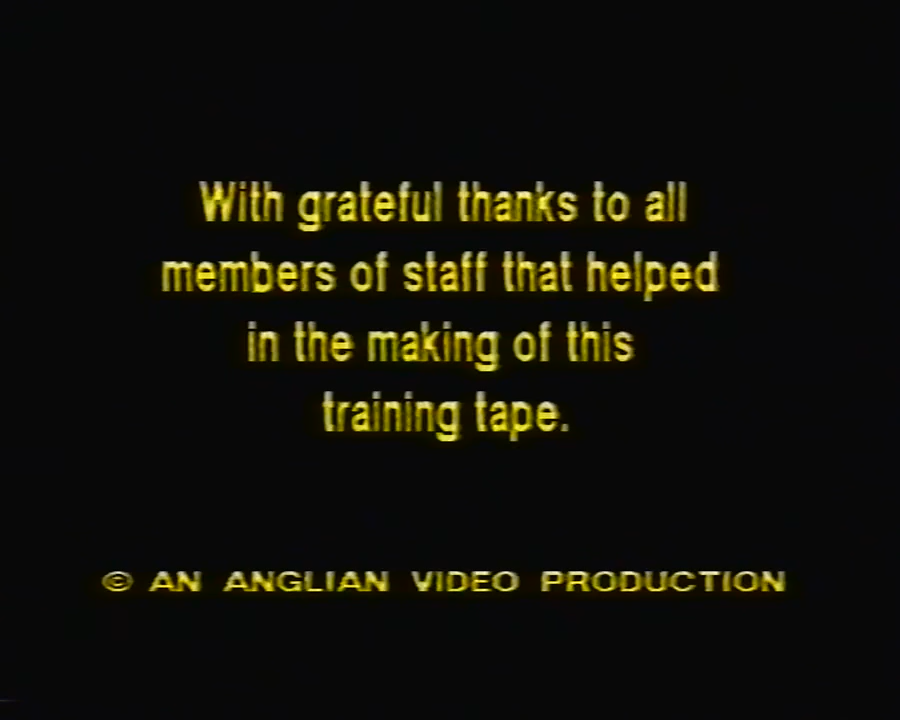 With grateful thanks to all
members of staff that helped
in the making of this
training tape.
© AN ANGLIAN VIDEO PRODUCTION